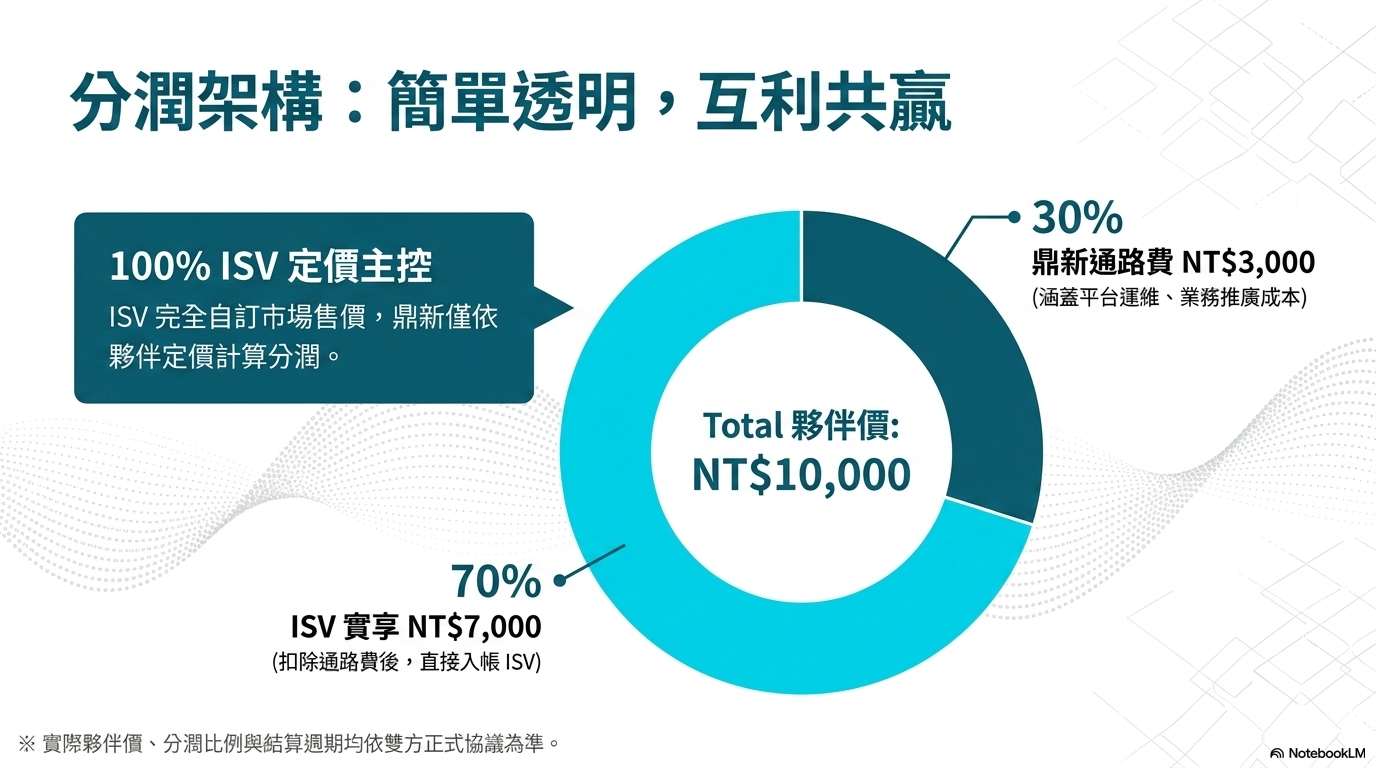 分潤架構：簡單透明，互利共贏
100% ISV 定價主控
ISV 完全自訂市場售價，鼎新僅依
夥伴定價計算分潤。
30%
鼎新通路費 NT$3,000
(涵蓋平台運維、業務推廣成本)
Total 夥伴價:
NT$10,000
70%
ISV 實享 NT$7,000
(扣除通路費後，直接入帳 ISV)
※ 實際夥伴價、分潤比例與結算週期均依雙方正式協議為準。
NotebookLM